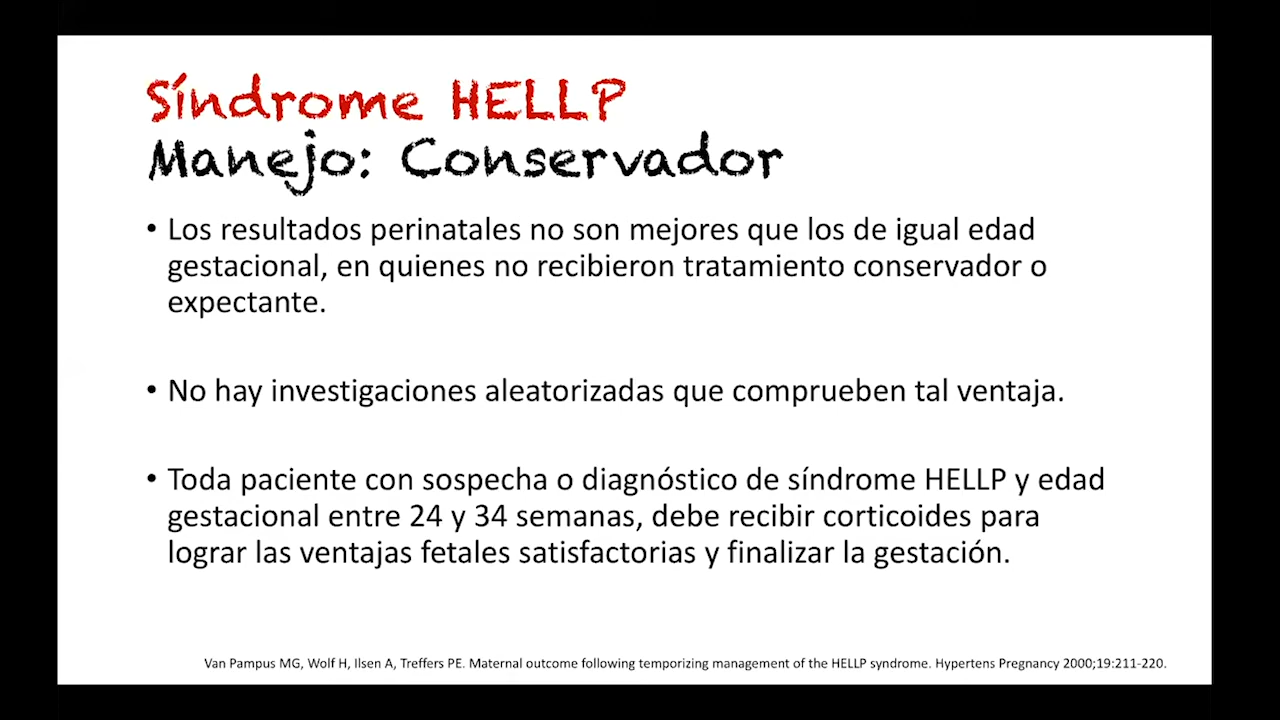 Síndrome HELLP
Manejo: Conservador
• Los resultados perinatales no son mejores que los de igual edad
gestacional, en quienes no recibieron tratamiento conservador o
expectante.
• No hay investigaciones aleatorizadas que comprueben tal ventaja.
• Toda paciente con sospecha o diagnóstico de síndrome HELLP y edad
gestacional entre 24 y 34 semanas, debe recibir corticoides para
lograr las ventajas fetales satisfactorias y finalizar la gestación.
Van Pampus MG, Wolf H, Ilsen A, Treffers PE. Maternal outcome following temporizing management of the HELLP syndrome. Hypertens Pregnancy 2000;19:211-220.